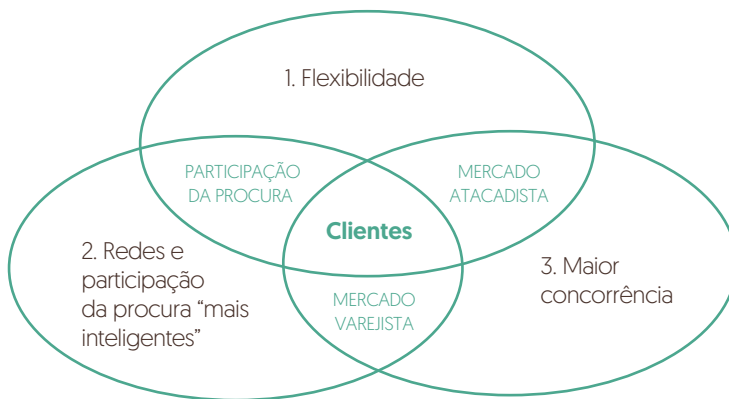 1. Flexibilidade
PARTICIPAÇÃO
DA PROCURA
MERCADO
ATACADISTA
Clientes
2. Redes e
participação
da procura “mais
inteligentes”
3. Maior
concorrência
MERCADO
VAREJISTA